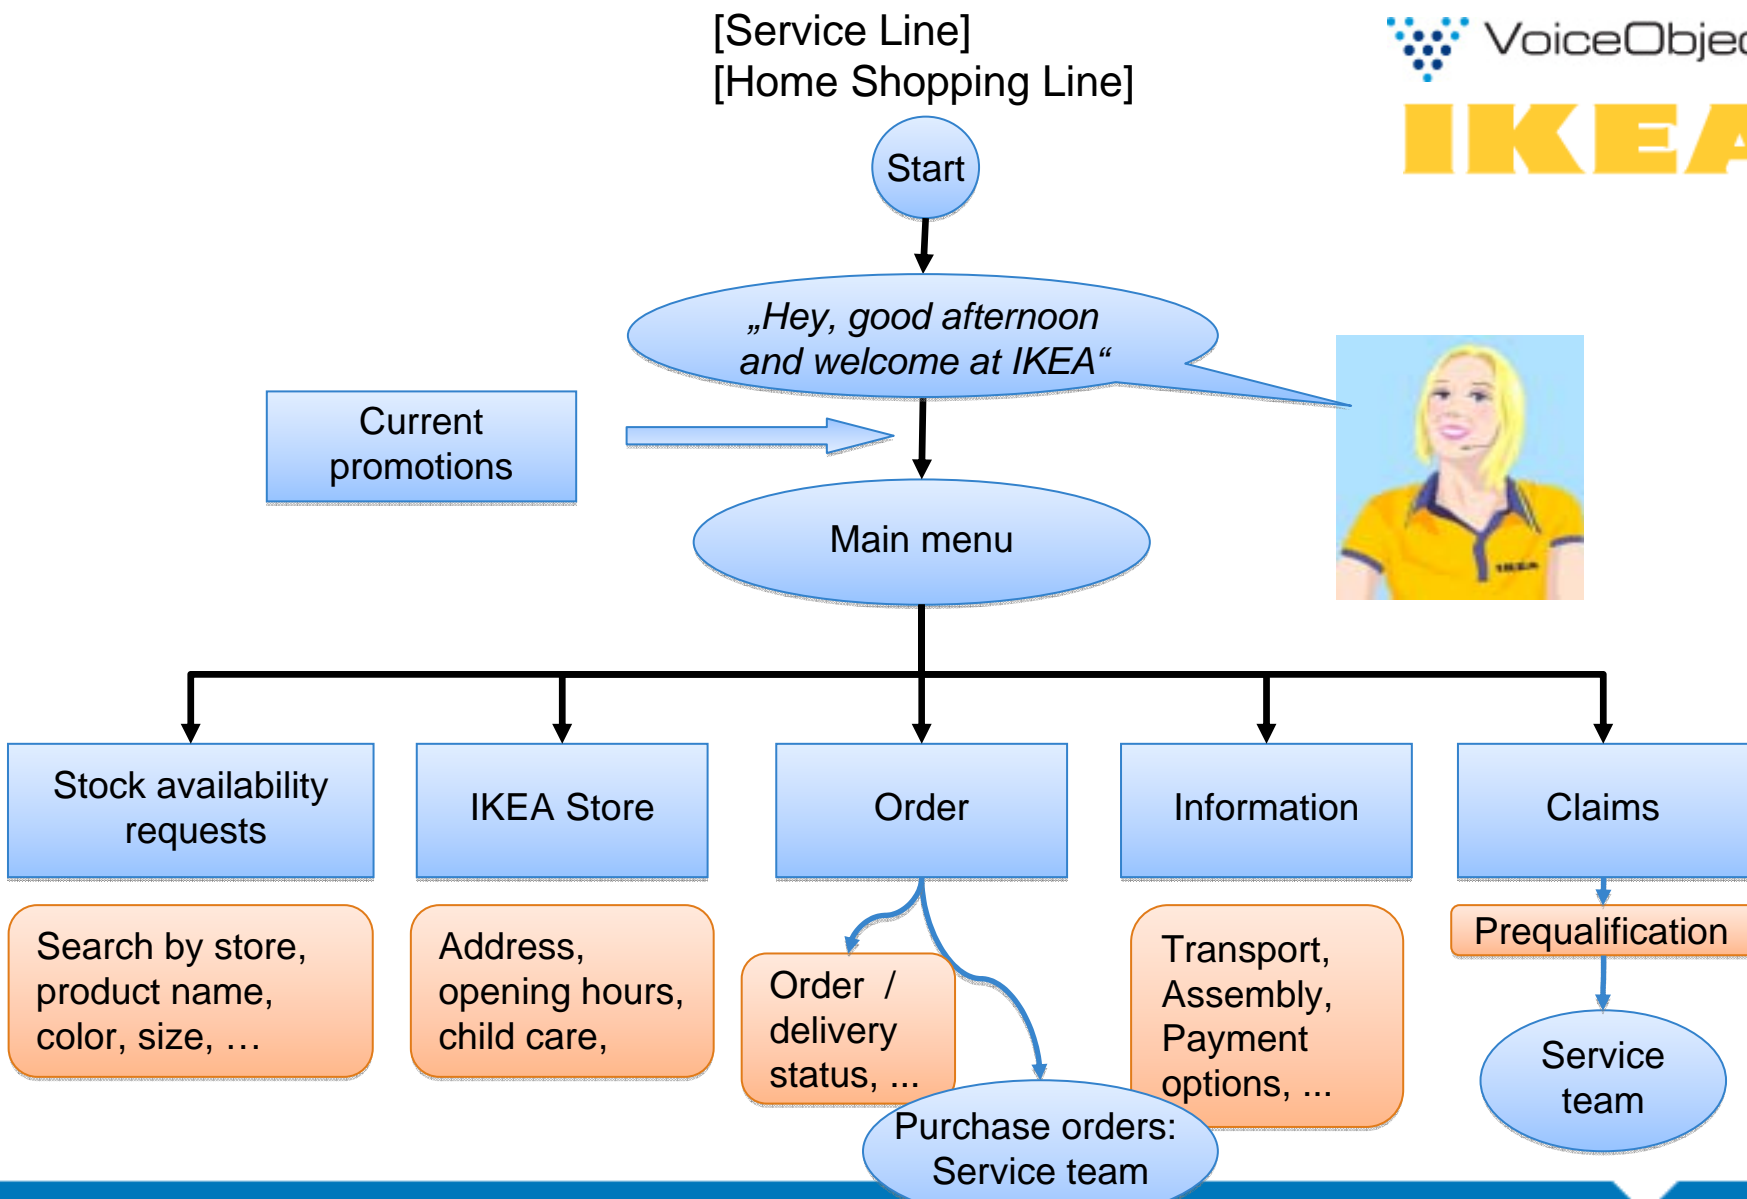 [Service Line]
[Home Shopping Line]
VoiceObjec
IKEA
Start
„Hey, good afternoon
and welcome at IKEA“
Current
promotions
Main menu
IKEA
Stock availability
requests
IKEA Store
Order
Information
Claims
Search by store,
product name,
color, size, …
Address,
opening hours,
child care,
Order /
delivery
status, ...
Transport,
Assembly,
Payment
options, ...
Prequalification
Service
team
Purchase orders:
Service team